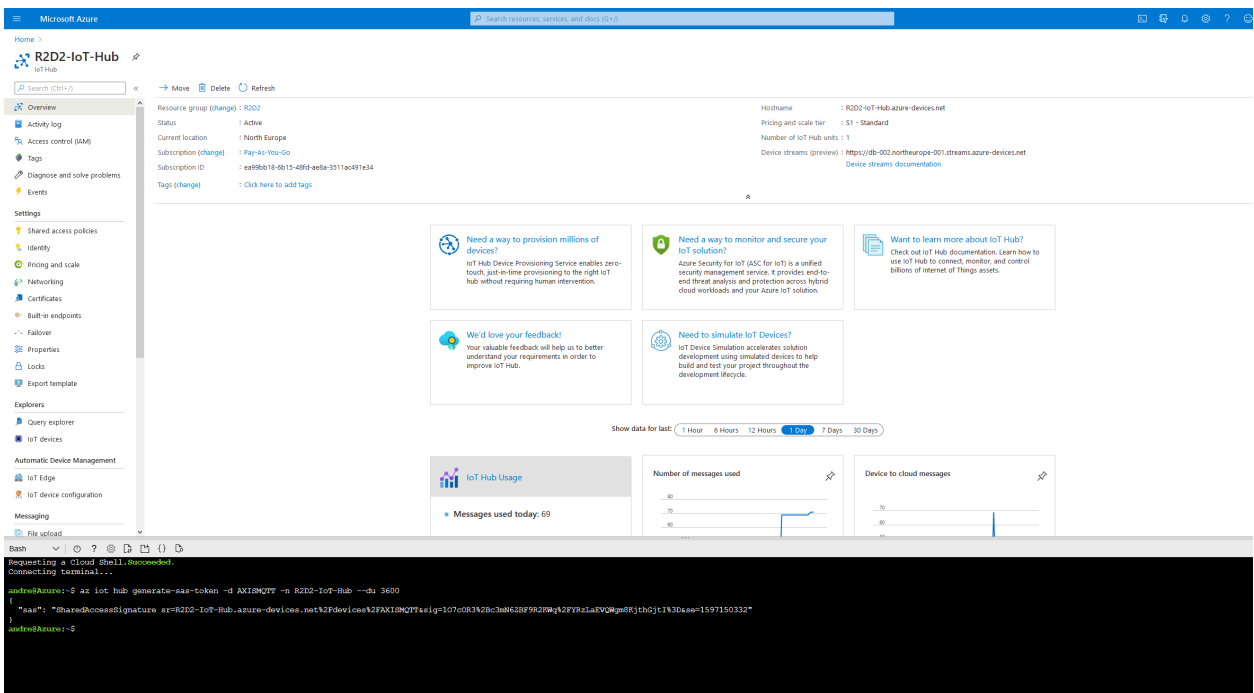 Microsoft Azure
Search resources, services, and docs (G+/)
Home >
R2D2-IoT-Hub
IoT Hub
Search (Ctrl+/)
«
Move
Delete
Refresh
Overview
Activity log
Access control (IAM)
Tags
Diagnose and solve problems
Events
Settings
Shared access policies
Identity
Pricing and scale
Networking
Certificates
Built-in endpoints
Failover
Properties
Locks
Export template
Explorers
Query explorer
IoT devices
Automatic Device Management
IoT Edge
IoT device configuration
Messaging
File upload
Resource group (change) : R2D2
Status : Active
Current location : North Europe
Subscription (change) : Pay-As-You-Go
Subscription ID : ea99bb18-6b15-48fd-ae8a-3511ac491e34
Tags (change) : Click here to add tags
Hostname : R2D2-IoT-Hub.azure-devices.net
Pricing and scale tier : S1 - Standard
Number of IoT Hub units : 1
Device streams (preview) : https://db-002.northeurope-001.streams.azure-devices.net
Device streams documentation
Need a way to provision millions of
devices?
IoT Hub Device Provisioning Service enables zero-
touch, just-in-time provisioning to the right IoT
hub without requiring human intervention.
Need a way to monitor and secure your
IoT solution?
Azure Security for IoT (ASC for IoT) is a unified
security management service. It provides end-to-
end threat analysis and protection across hybrid
cloud workloads and your Azure IoT solution.
Want to learn more about IoT Hub?
Check out IoT Hub documentation. Learn how to
use IoT Hub to connect, monitor, and control
billions of Internet of Things assets.
We'd love your feedback!
Your valuable feedback will help us to better
understand your requirements in order to
improve IoT Hub.
Need to simulate IoT Devices?
IoT Device Simulation accelerates solution
development using simulated devices to help
build and test your project throughout the
development lifecycle.
Show data for last: 1 Hour 6 Hours 12 Hours 1 Day 7 Days 30 Days
IoT Hub Usage
Messages used today: 69
Number of messages used
80
70
60
Device to cloud messages
70
60
Bash
Requesting a Cloud Shell.Succeeded.
Connecting terminal...
andre@Azure:~$ az iot hub generate-sas-token -d AXISMQTT -n R2D2-IoT-Hub --du 3600
{
"sas": "SharedAccessSignature sr=R2D2-IoT-Hub.azure-devices.net%2Fdevices%2FAXISMQTT&sig=1O7cOR3%2Bc3mN6ZBF9R2KWq%2FYRzLaEVQWgm8KjthGjtI%3D&se=1597150332"
}
andre@Azure:~$